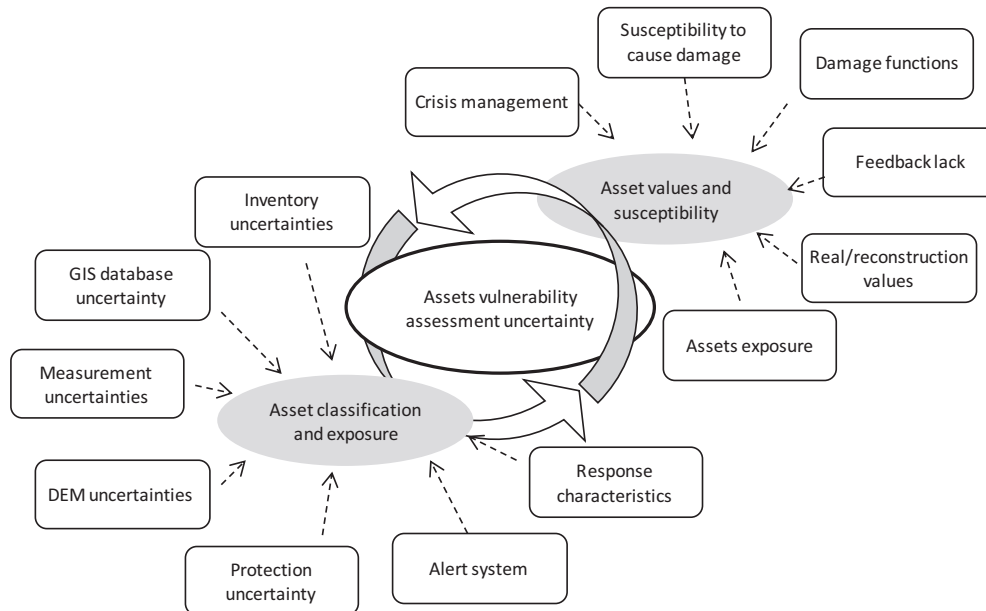 Susceptibility to
cause damage
Damage functions
Crisis management
Feedback lack
Asset values and
susceptibility
Inventory
uncertainties
GIS database
uncertainty
Real/reconstruction
values
Assets vulnerability
assessment uncertainty
Assets exposure
Measurement
uncertainties
Asset classification
and exposure
Response
characteristics
DEM uncertainties
Protection
uncertainty
Alert system